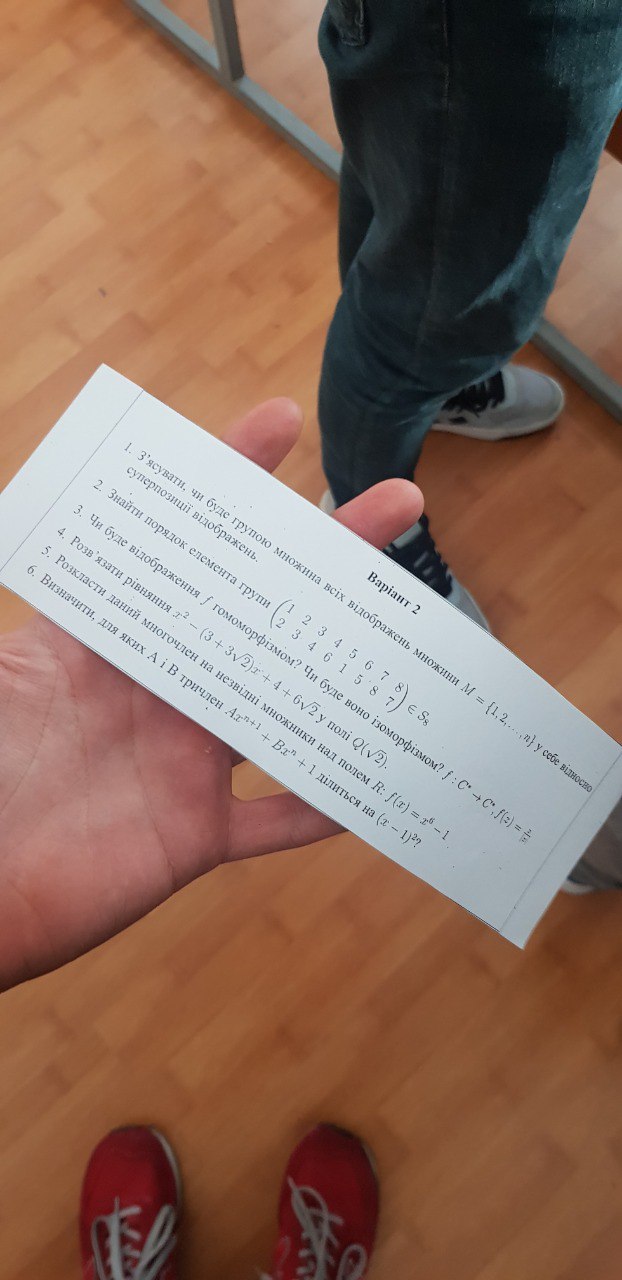 Варіант 2
1. З'ясувати, чи буде групою множина всіх відображень множини M = {1, 2, ..., n} у себе відносно
суперпозиції відображень.
2. Знайти порядок елемента групи (1 2 3 4 5 6 7 8
2 3 4 6 1 5 8 7) ∈ S₈
3. Чи буде відображення f гомоморфізмом? Чи буде воно ізоморфізмом? f : C* → C*, f(z) = z/|z|
4. Розв'язати рівняння x² − (3 + 3√2)x + 4 + 6√2 у полі Q(√2).
5. Розкласти даний многочлен на незвідні множники над полем R: f(x) = x⁶ − 1
6. Визначити, для яких A і B тричлен Axⁿ⁺¹ + Bxⁿ + 1 ділиться на (x − 1)²?